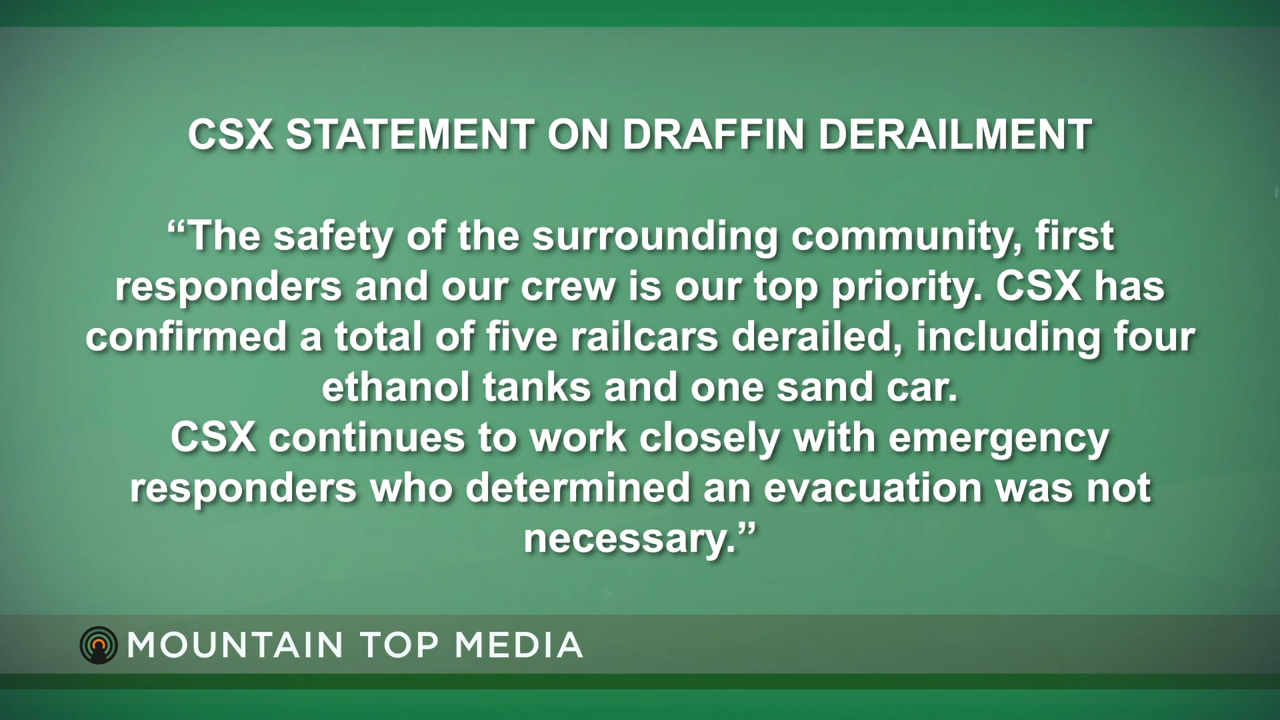 CSX STATEMENT ON DRAFFIN DERAILMENT
“The safety of the surrounding community, first
responders and our crew is our top priority. CSX has
confirmed a total of five railcars derailed, including four
ethanol tanks and one sand car.
CSX continues to work closely with emergency
responders who determined an evacuation was not
necessary.”
MOUNTAIN TOP MEDIA